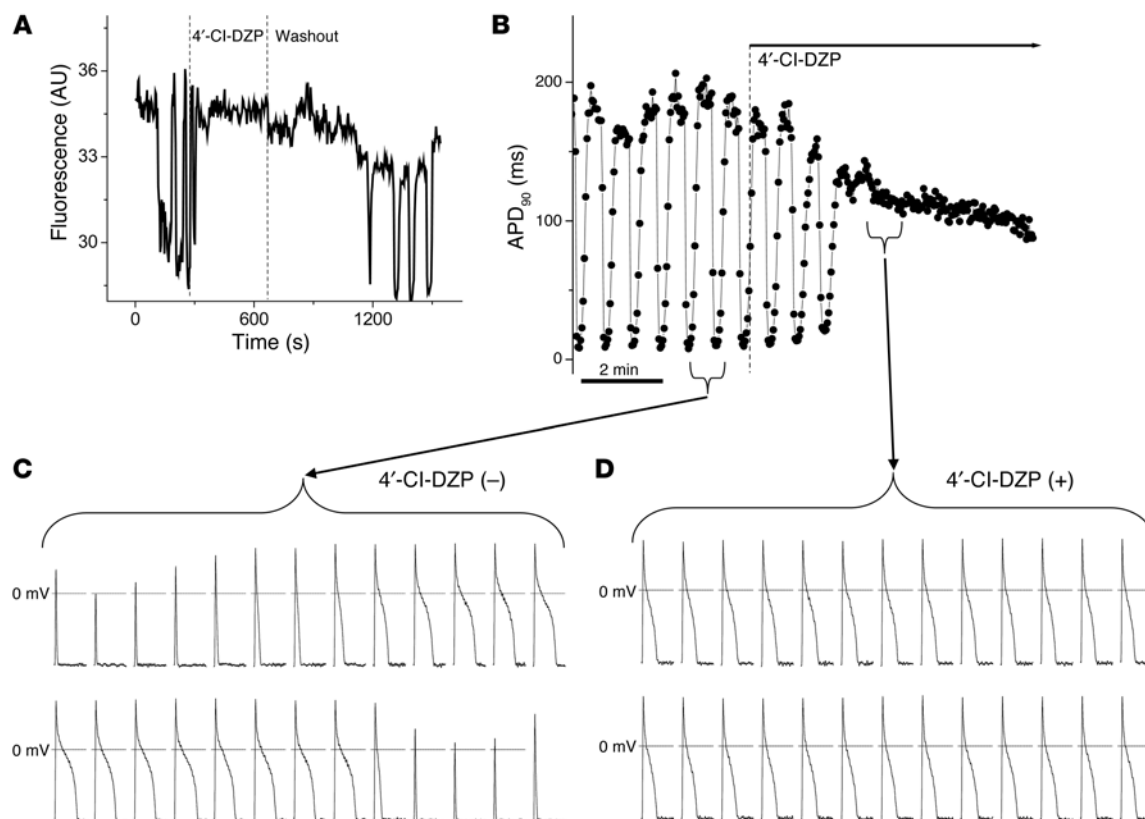 A
4′-Cl-DZP
Washout
Fluorescence (AU)
36
33
30
0
600
1200
Time (s)
B
4′-Cl-DZP
APD90 (ms)
200
100
0
2 min
C
4′-Cl-DZP (–)
0 mV
0 mV
D
4′-Cl-DZP (+)
0 mV
0 mV